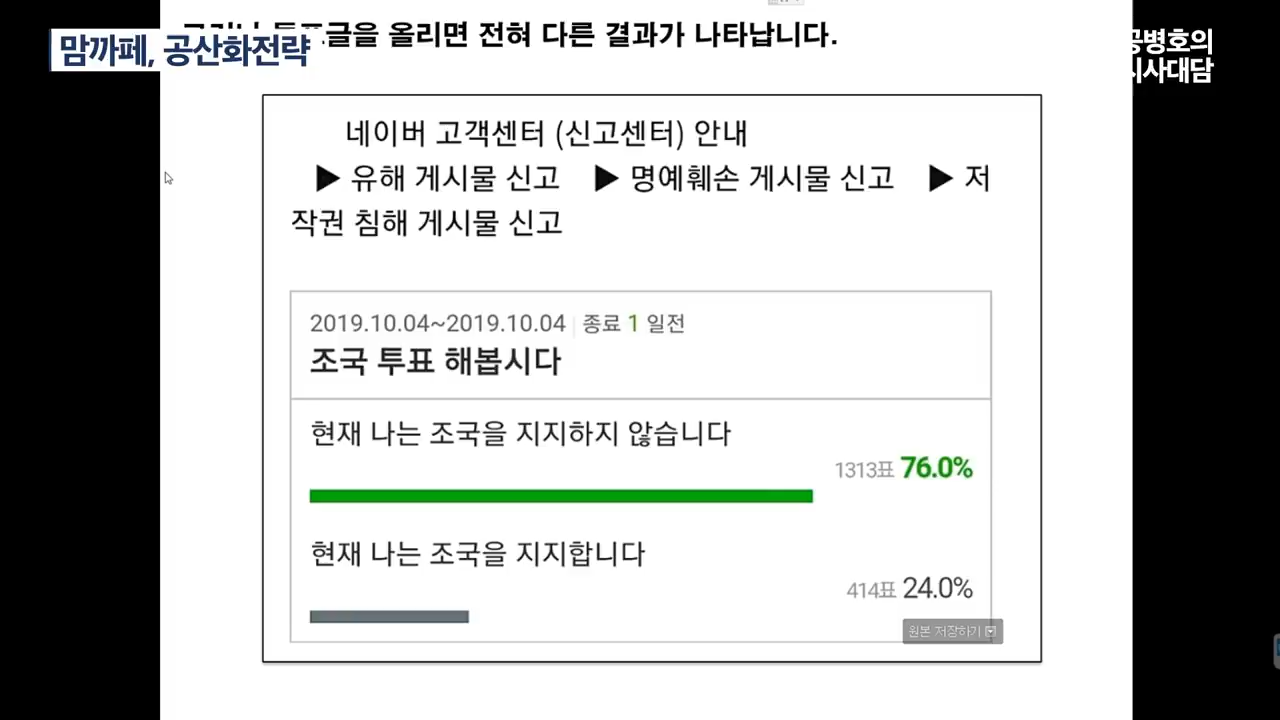 글을 올리면 전혀 다른 결과가 나타납니다.
맘까페, 공산화전략
공병호의
시사대담
네이버 고객센터 (신고센터) 안내
▶ 유해 게시물 신고 ▶ 명예훼손 게시물 신고 ▶ 저
작권 침해 게시물 신고
2019.10.04~2019.10.04 종료 1 일전
조국 투표 해봅시다
현재 나는 조국을 지지하지 않습니다
1313표 76.0%
현재 나는 조국을 지지합니다
414표 24.0%
원본 저장하기